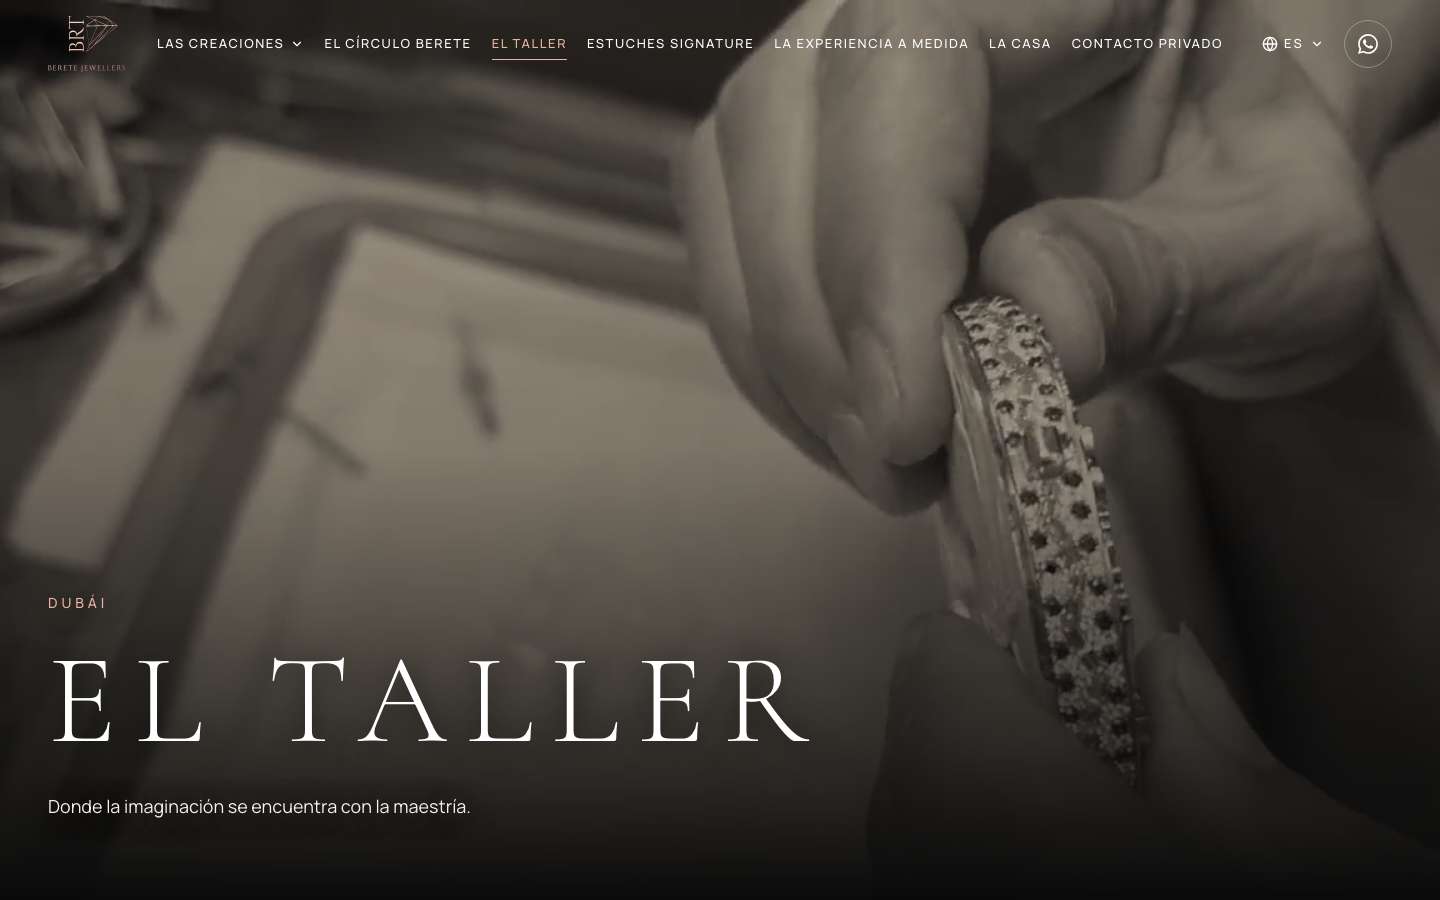 BRT
BERETE JEWELLERS
LAS CREACIONES
EL CÍRCULO BERETE
EL TALLER
ESTUCHES SIGNATURE
LA EXPERIENCIA A MEDIDA
LA CASA
CONTACTO PRIVADO
ES
DUBÁI
EL TALLER
Donde la imaginación se encuentra con la maestría.